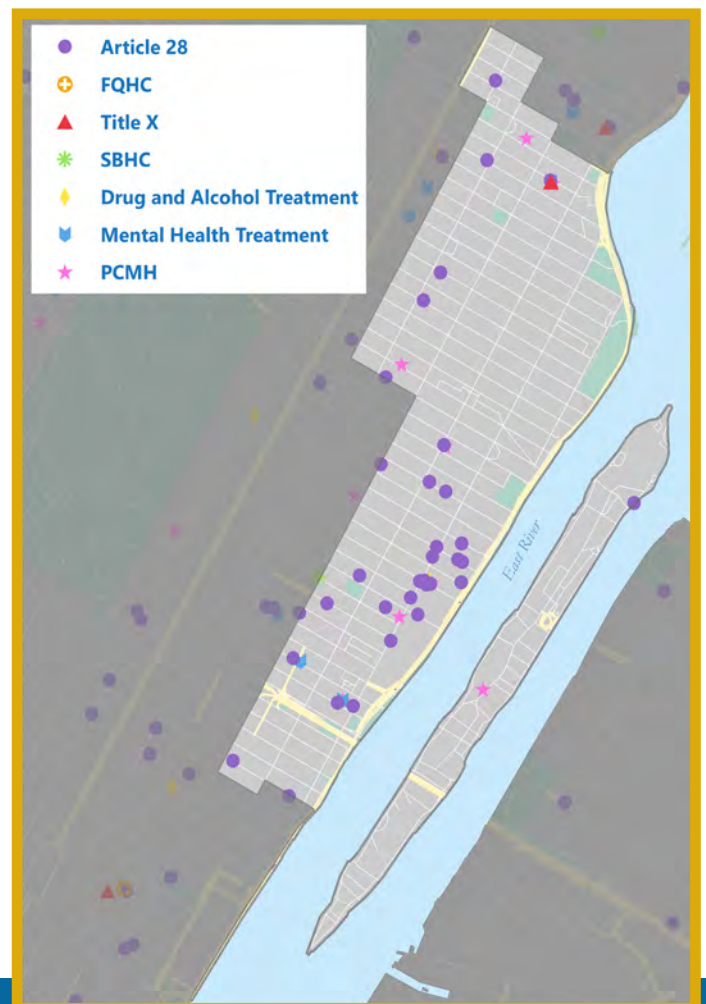 Article 28
FQHC
Title X
SBHC
Drug and Alcohol Treatment
Mental Health Treatment
PCMH
East River